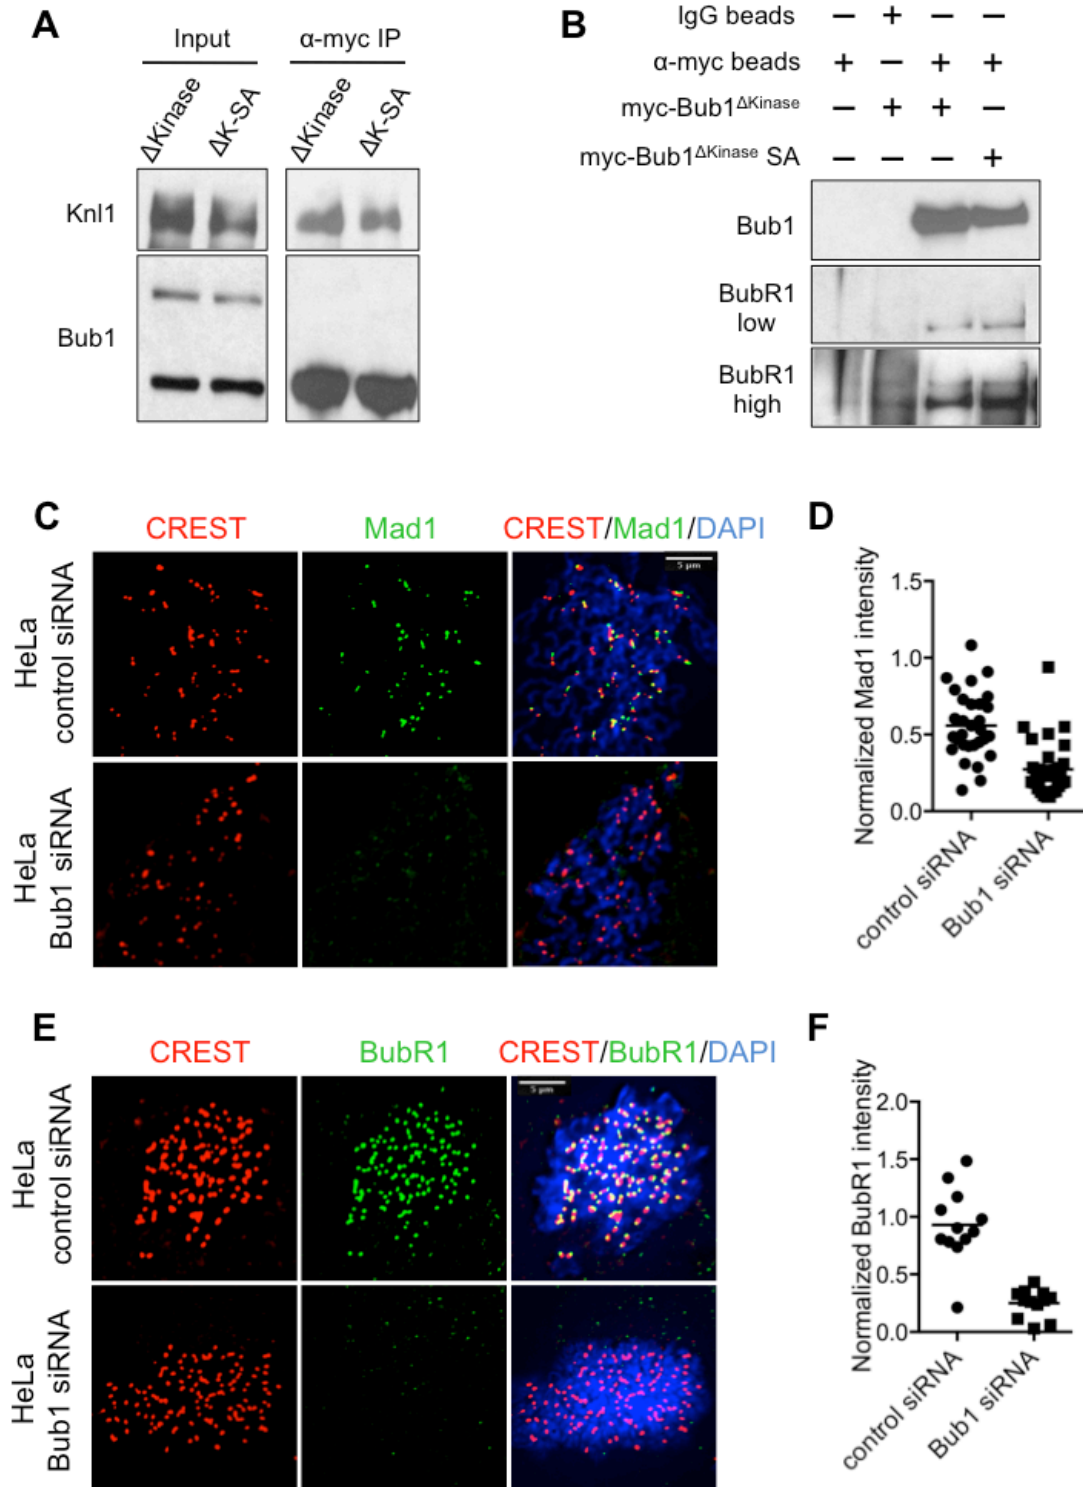 A
Input
α-myc IP
ΔKinase
ΔK-SA
ΔKinase
ΔK-SA
Knl1
Bub1
B
IgG beads – + – –
α-myc beads + – + +
myc-Bub1ΔKinase – + + –
myc-Bub1ΔKinase SA – – – +
Bub1
BubR1
low
BubR1
high
C
CREST
Mad1
CREST/Mad1/DAPI
5 µm
HeLa
control siRNA
HeLa
Bub1 siRNA
D
Normalized Mad1 intensity
1.5
1.0
0.5
0.0
control siRNA
Bub1 siRNA
E
CREST
BubR1
CREST/BubR1/DAPI
5 µm
HeLa
control siRNA
HeLa
Bub1 siRNA
F
Normalized BubR1 intensity
2.0
1.5
1.0
0.5
0.0
control siRNA
Bub1 siRNA